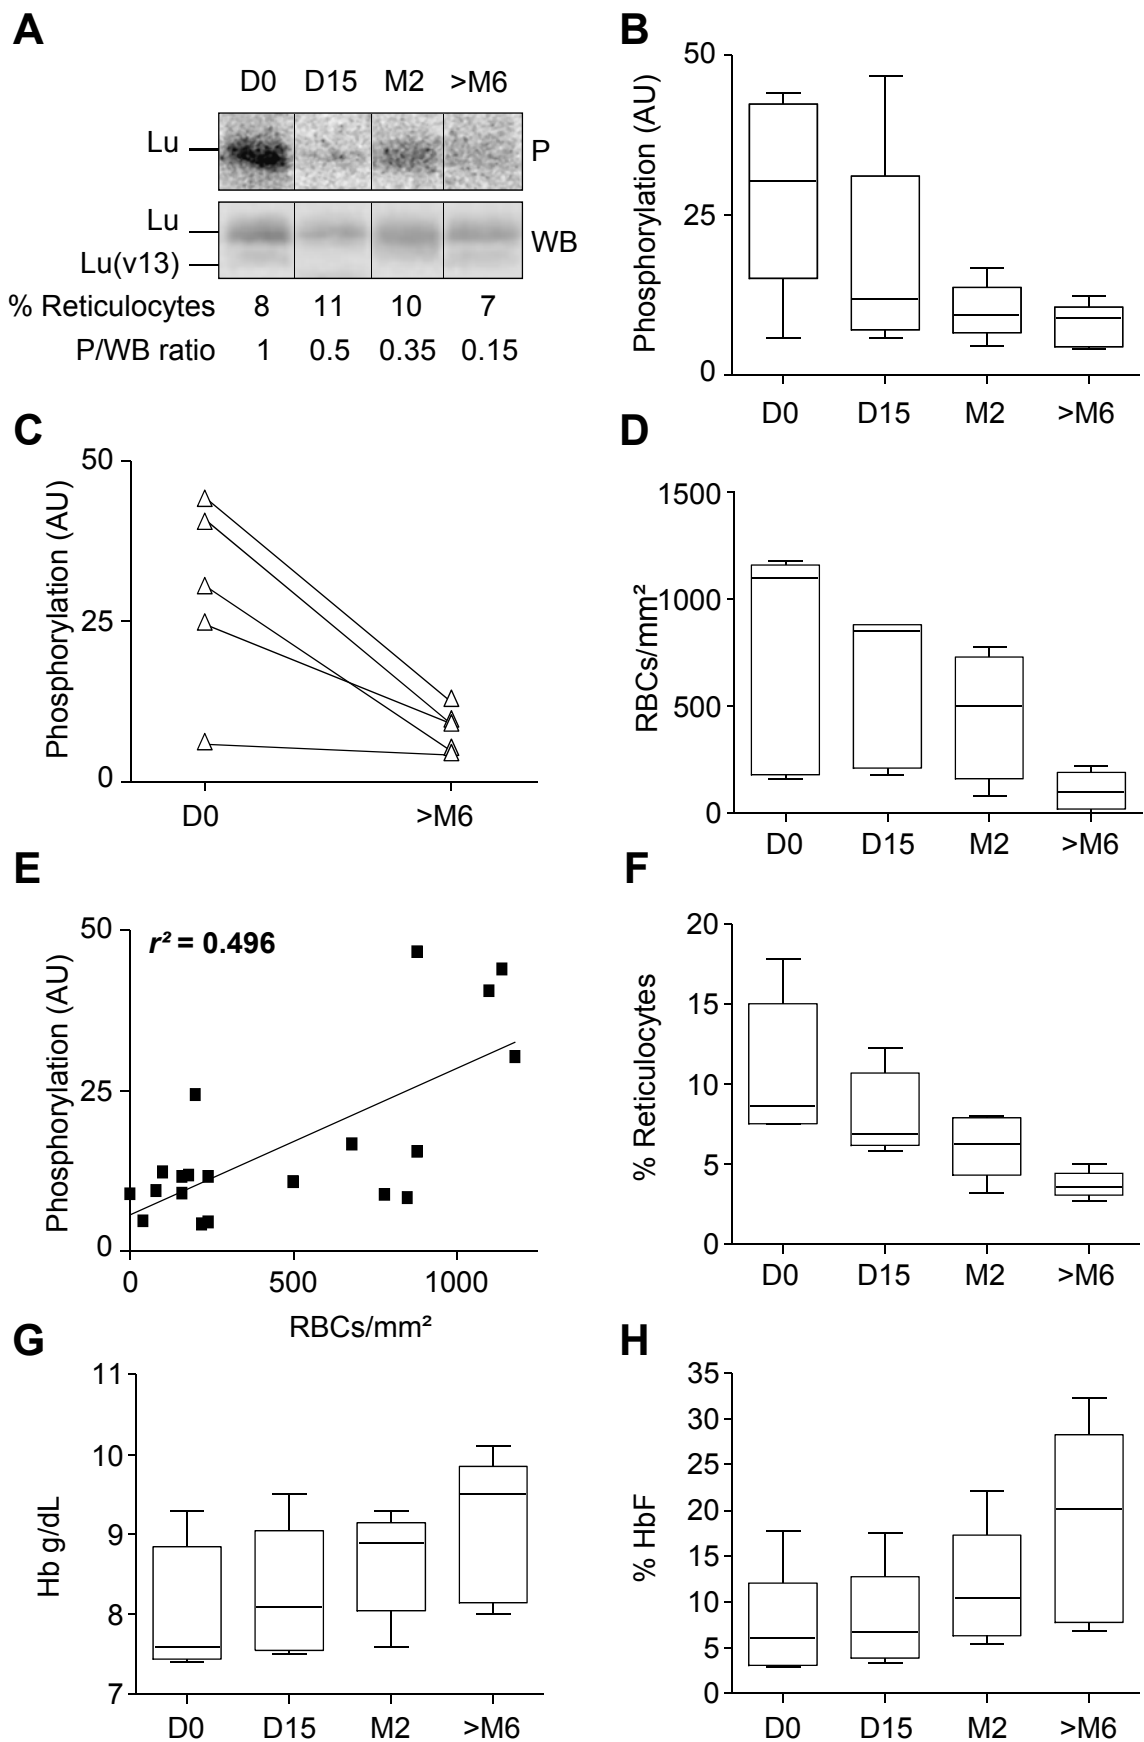 A
D0 D15 M2 >M6
Lu P
Lu WB
Lu(v13)
% Reticulocytes 8 11 10 7
P/WB ratio 1 0.5 0.35 0.15
B
Phosphorylation (AU)
50
25
0
D0 D15 M2 >M6
C
Phosphorylation (AU)
50
25
0
D0 >M6
D
RBCs/mm²
1500
1000
500
0
D0 D15 M2 >M6
E
r² = 0.496
Phosphorylation (AU)
50
25
0
0 500 1000
RBCs/mm²
F
% Reticulocytes
20
15
10
5
0
D0 D15 M2 >M6
G
Hb g/dL
11
10
9
8
7
D0 D15 M2 >M6
H
% HbF
35
30
25
20
15
10
5
0
D0 D15 M2 >M6